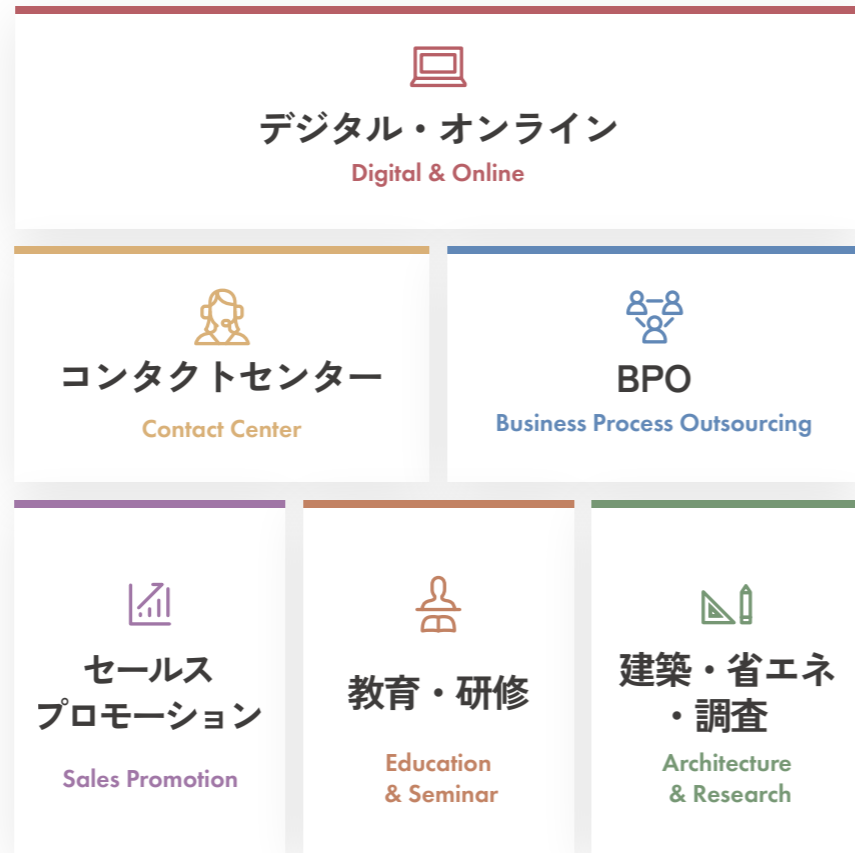 デジタル・オンライン
Digital & Online
コンタクトセンター
Contact Center
BPO
Business Process Outsourcing
セールス
プロモーション
Sales Promotion
教育・研修
Education
& Seminar
建築・省エネ
・調査
Architecture
& Research